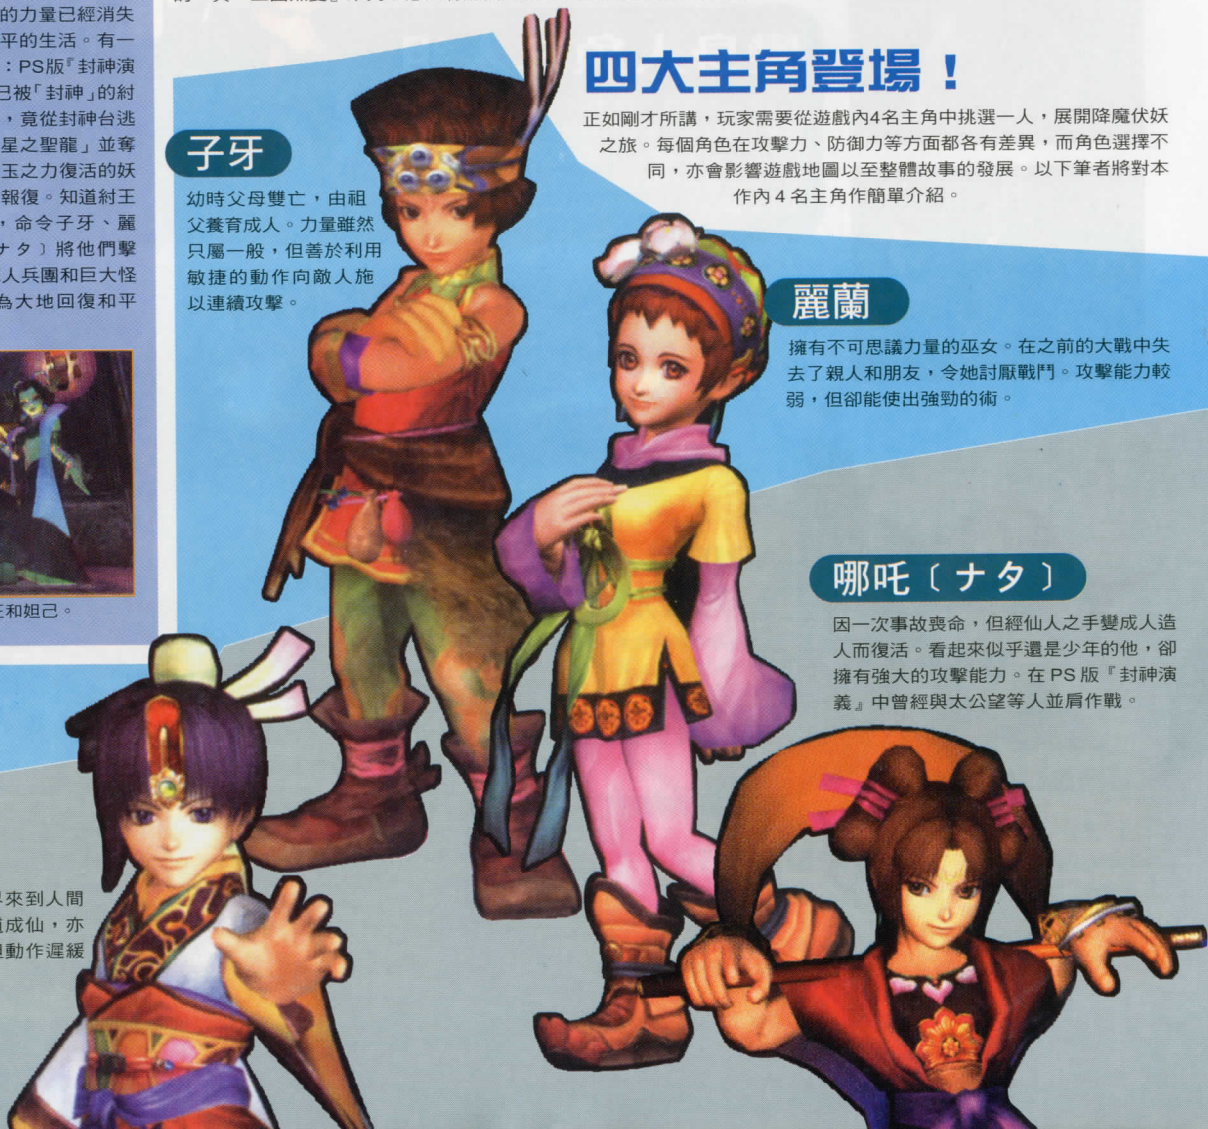 的力量已經消失
平的生活。有一
：PS版『封神演
已被「封神」的紂
，竟從封神台逃
星之聖龍」並奪
玉之力復活的妖
報復。知道紂王
，命令子牙、麗
ナタ〕將他們擊
人兵團和巨大怪
為大地回復和平
王和妲己。
四大主角登場！
正如剛才所講，玩家需要從遊戲內4名主角中挑選一人，展開降魔伏妖
之旅。每個角色在攻擊力、防御力等方面都各有差異，而角色選擇不
同，亦會影響遊戲地圖以至整體故事的發展。以下筆者將對本
作內4名主角作簡單介紹。
子牙
幼時父母雙亡，由祖
父養育成人。力量雖然
只屬一般，但善於利用
敏捷的動作向敵人施
以連續攻擊。
麗蘭
擁有不可思議力量的巫女。在之前的大戰中失
去了親人和朋友，令她討厭戰鬥。攻擊能力較
弱，但卻能使出強勁的術。
哪吒〔ナタ〕
因一次事故喪命，但經仙人之手變成人造
人而復活。看起來似乎還是少年的他，卻
擁有強大的攻擊能力。在PS版『封神演
義』中曾經與太公望等人並肩作戰。
來到人間
成仙，亦
動作遲緩